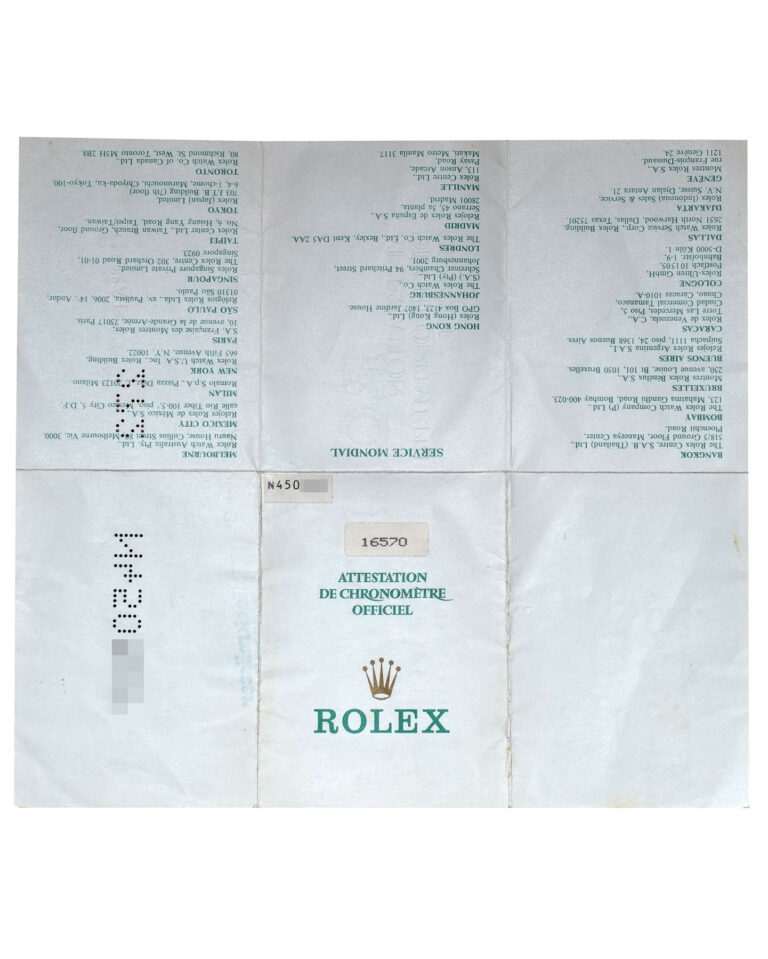 BANGKOK
The Rolex Centre, S.A.B. (Thailand) Co. Ltd.,
518/5 Ground Floor, Maneeya Center,
Ploenchit Road
BOMBAY
The Rolex Watch Company (P) Ltd.,
123, Mahatma Gandhi Road, Bombay 400-023
BRUXELLES
Montres Rolex Bénélux S.A.,
250, avenue Louise, Bt 101, 1050 Bruxelles.
BUENOS AIRES
Relojes Rolex Argentina S.A.I.,
Suipacha 1111, piso 24, 1368 Buenos Aires
CARACAS
Rolex de Venezuela, C.A.,
Torre Las Mercedes, Piso 5,
Ciudad Comercial Tamanaco,
Chuao, Caracas 1010-A
COLOGNE
Rolex-Uhren GmbH,
Bahnhofstr. 1-9,
Postfach 10 15 05,
D-5000 Köln 1.
DALLAS
Rolex Watch Service Corp., Rolex Building,
2651 North Harwood, Dallas, Texas 75201
DJAKARTA
Rolex (Indonesia) Sales & Service,
N.V. Suisse, Djalan Antara 21.
GENÈVE
Montres Rolex S.A.,
rue François-Dussaud,
1211 Genève 24.
SERVICE MONDIAL
HONG KONG
Rolex (Hong Kong) Ltd.,
GPO Box 4123, 1407 Jardine House
JOHANNESBURG
The Rolex Watch Co.,
(S.A.) (Pty) Ltd.,
Schreiner Chambers, 94 Pritchard Street,
Johannesburg 2001
LONDRES
The Rolex Watch Co., Ltd., Bexley, Kent DA5 2AA
MADRID
Relojes Rolex de España S.A.,
Serrano 45, 5a planta,
28001 Madrid
MANILLE
Rolex Centre Ltd.,
113, Anson Arcade,
Pasay Road,
Makati, Metro Manila 3117.
MELBOURNE
Rolex Watch Australia Pty. Ltd.,
Nauru House, Collins Street Melbourne Vic. 3000.
MEXICO CITY
Relojes Rolex de México S.A.,
calle Rio Tiber 100-5.° piso, México City 5, D.F.
MILAN
Romolo S.p.A., Piazza 20123 Milano.
NEW YORK
Rolex Watch U.S.A. Inc., Rolex Building,
665 Fifth Avenue, N.Y. 10022.
PARIS
S.A. Française des Montres Rolex,
10, avenue de la Grande-Armée, 75017 Paris
SÃO PAULO
Relógios Rolex Ltda., av. Paulista, 2006, 14°. Andar,
01310 São Paulo.
SINGAPOUR
Rolex Singapore Private Limited,
The Rolex Centre, 302 Orchard Road 01-01,
Singapore 0923
TAIPEI
Rolex Center Ltd., Taiwan Branch, Ground floor,
No. 6, Hsiang Yang Road, Taipei/Taiwan.
TOKYO
Rolex (Japan) Limited,
703 F.T.B. Building (7th floor)
6-4, 1-chome, Marunouchi, Chiyoda-ku, Tokyo-100.
TORONTO
Rolex Watch Co. of Canada Ltd.,
80, Richmond St. West, Toronto M5H 2B8.
N450
N450
16570
ATTESTATION
DE CHRONOMÈTRE
OFFICIEL
ROLEX